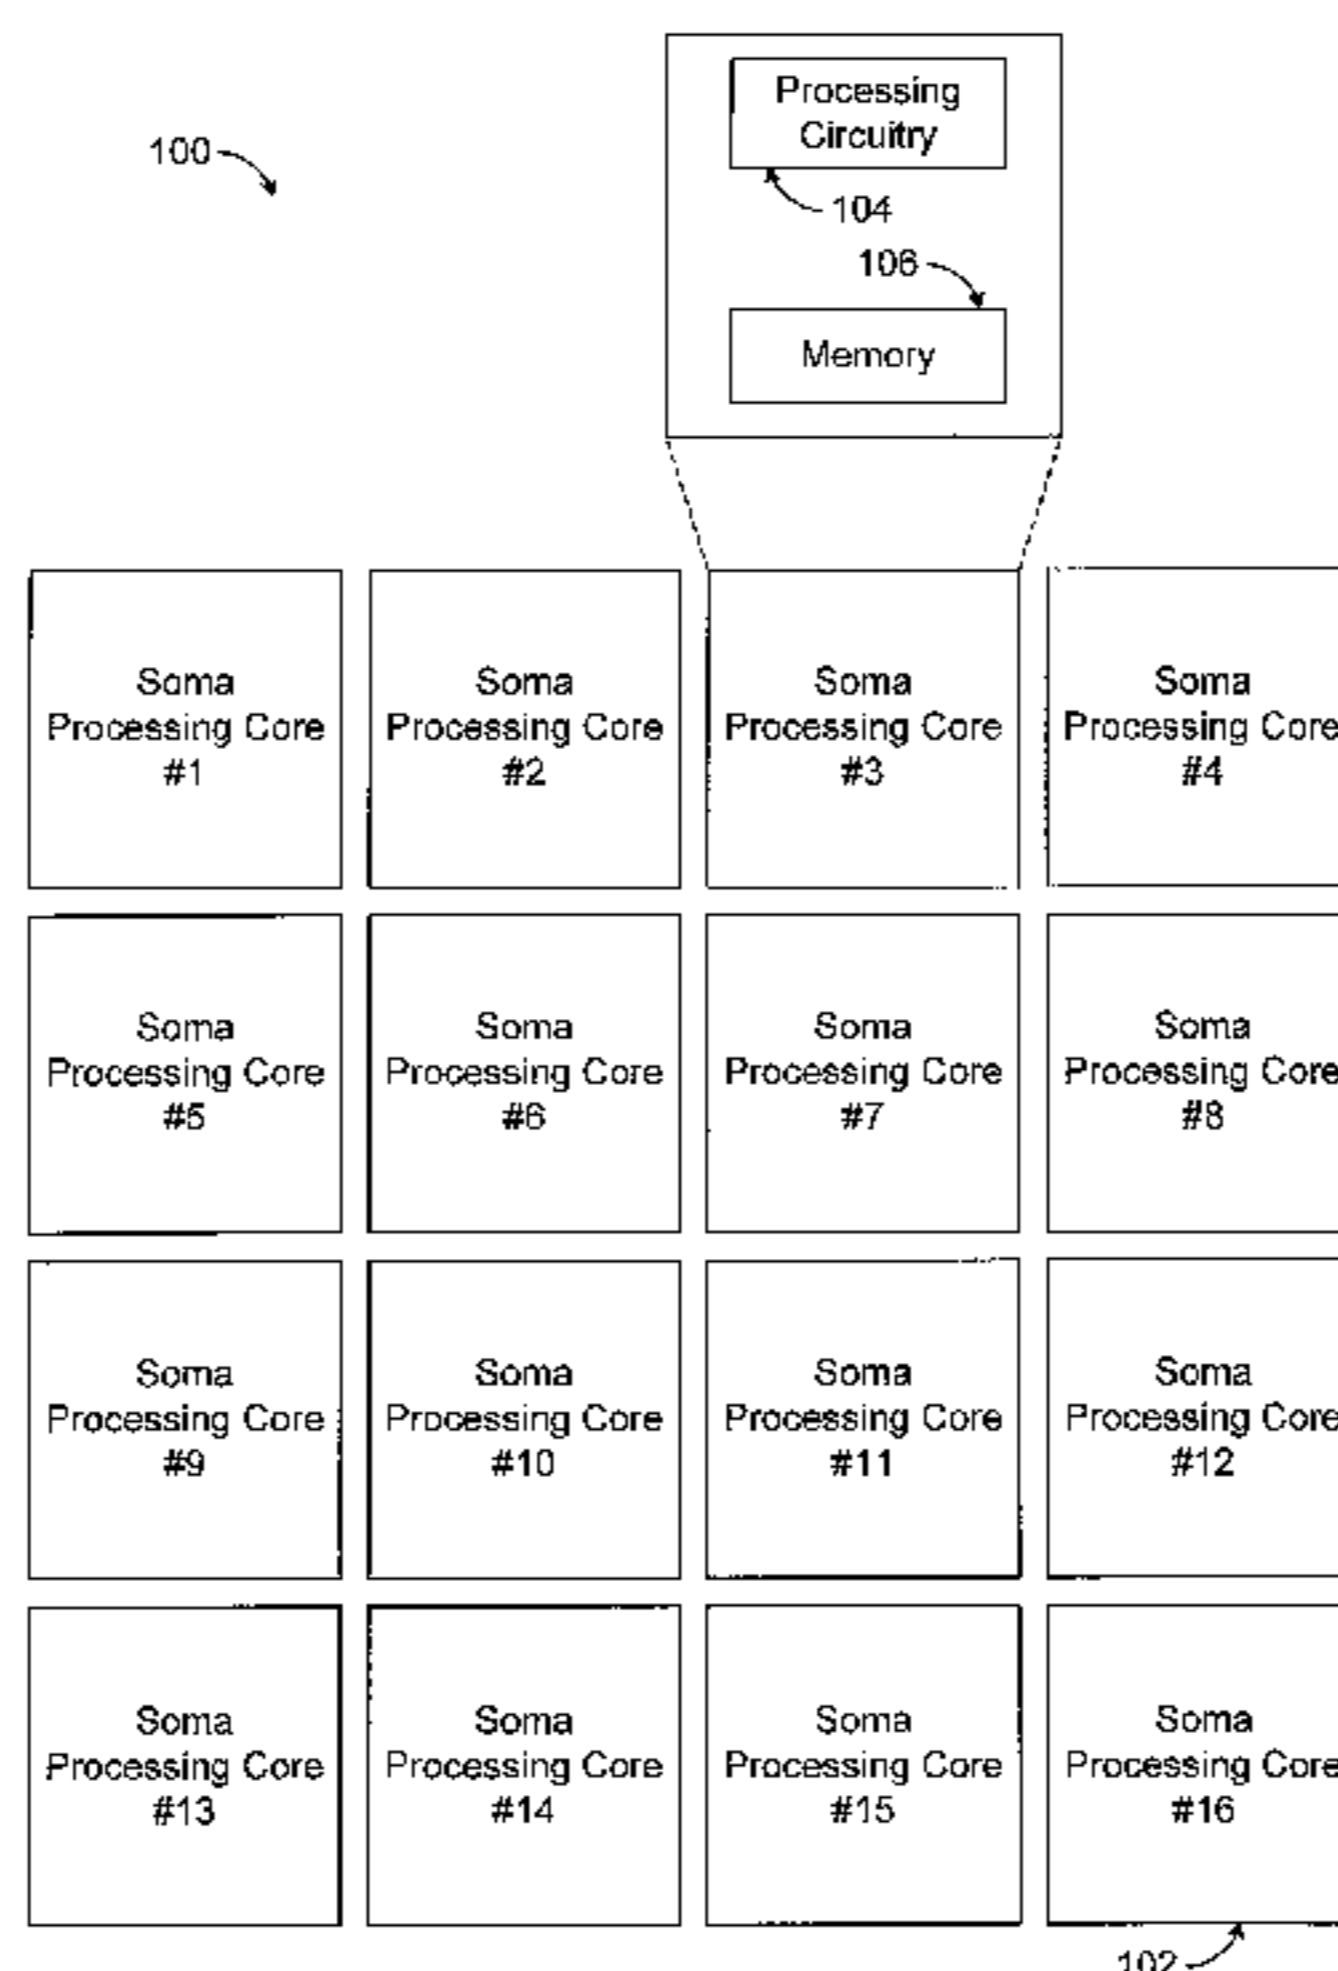 Processing
Circuitry
100
104
106
Memory
Soma
Processing Core
#1
Soma
Processing Core
#2
Soma
Processing Core
#3
Soma
Processing Core
#4
Soma
Processing Core
#5
Soma
Processing Core
#6
Soma
Processing Core
#7
Soma
Processing Core
#8
Soma
Processing Core
#9
Soma
Processing Core
#10
Soma
Processing Core
#11
Soma
Processing Core
#12
Soma
Processing Core
#13
Soma
Processing Core
#14
Soma
Processing Core
#15
Soma
Processing Core
#16
102